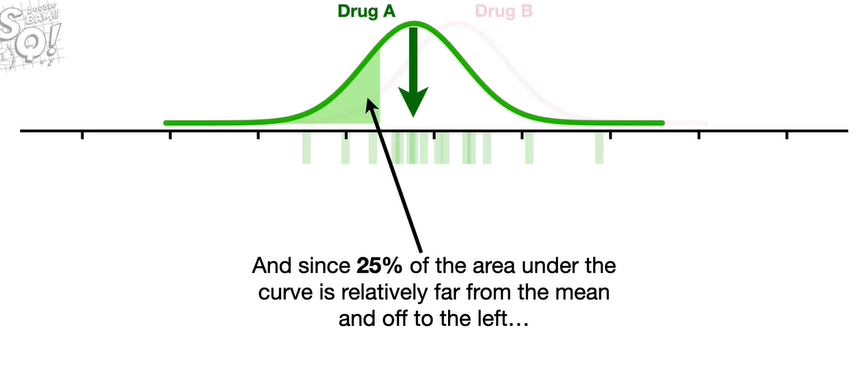 Drug A
Drug B
And since 25% of the area under the
curve is relatively far from the mean
and off to the left…